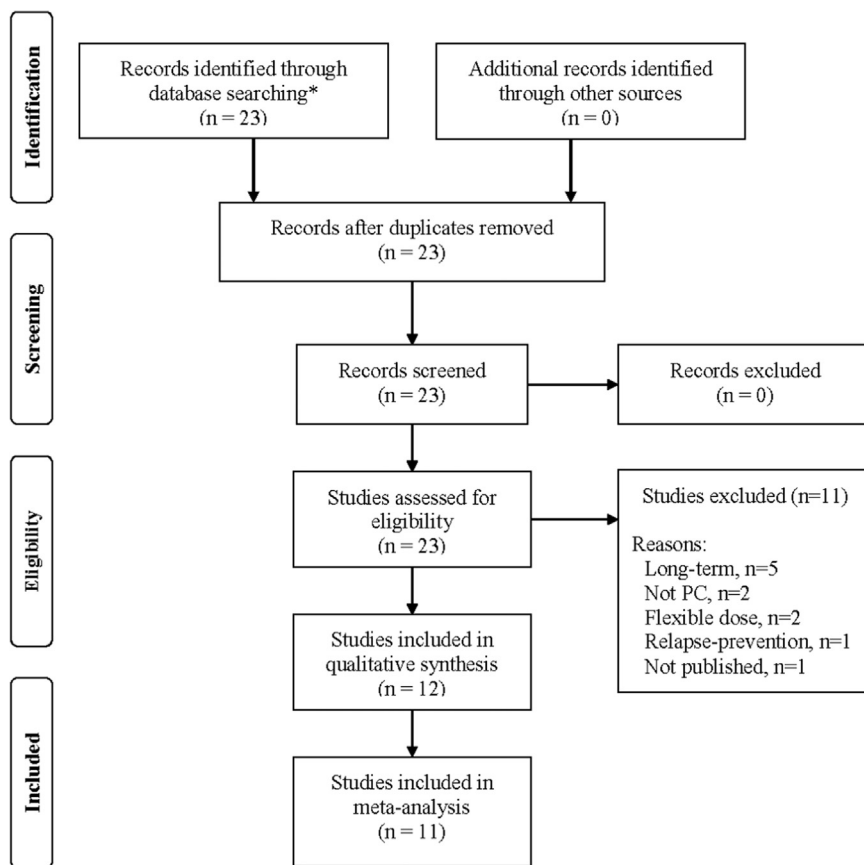 Identification
Records identified through
database searching*
(n = 23)
Additional records identified
through other sources
(n = 0)
Records after duplicates removed
(n = 23)
Screening
Records screened
(n = 23)
Records excluded
(n = 0)
Eligibility
Studies assessed for
eligibility
(n = 23)
Studies excluded (n=11)
Reasons:
Long-term, n=5
Not PC, n=2
Flexible dose, n=2
Relapse-prevention, n=1
Not published, n=1
Studies included in
qualitative synthesis
(n = 12)
Included
Studies included in
meta-analysis
(n = 11)